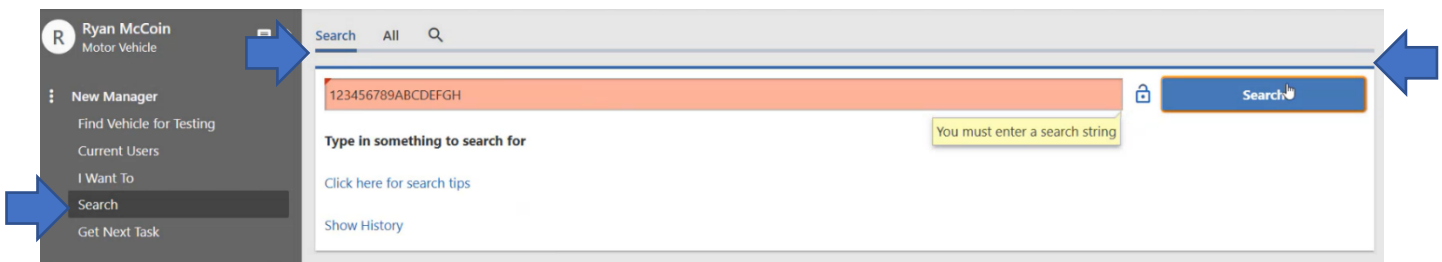 R
Ryan McCoin
Motor Vehicle
New Manager
Find Vehicle for Testing
Current Users
I Want To
Search
Get Next Task
Search All
123456789ABCDEFGH
Search
You must enter a search string
Type in something to search for
Click here for search tips
Show History